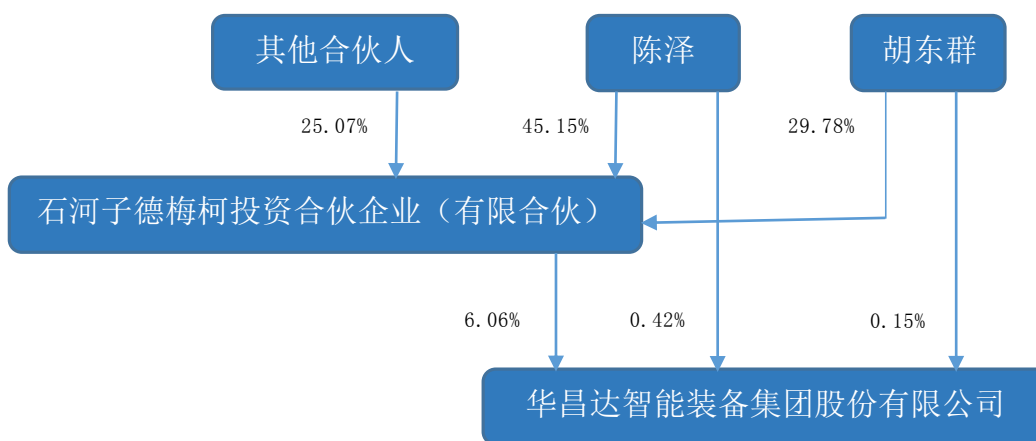 其他合伙人
陈泽
胡东群
25.07%
45.15%
29.78%
石河子德梅柯投资合伙企业（有限合伙）
6.06%
0.42%
0.15%
华昌达智能装备集团股份有限公司